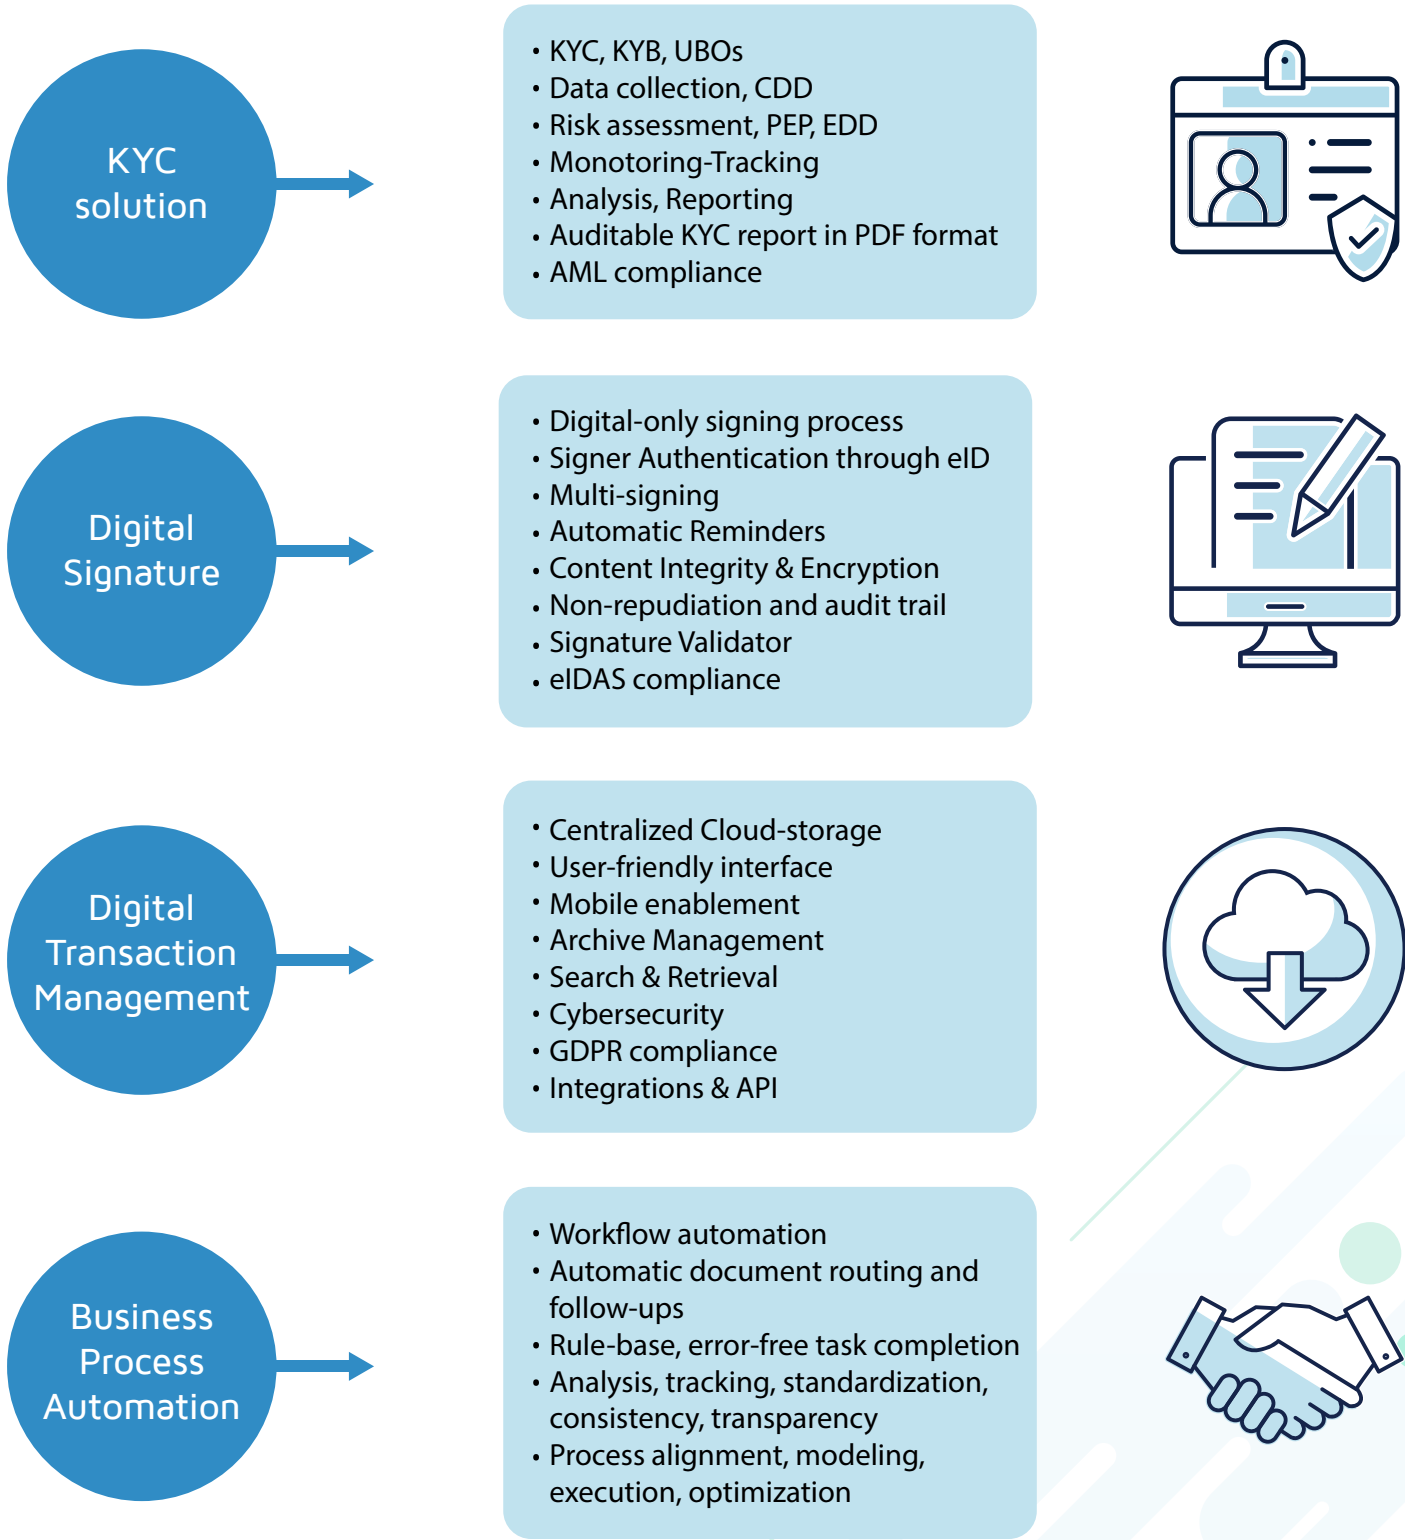 KYC
solution
• KYC, KYB, UBOs
• Data collection, CDD
• Risk assessment, PEP, EDD
• Monotoring-Tracking
• Analysis, Reporting
• Auditable KYC report in PDF format
• AML compliance
Digital
Signature
• Digital-only signing process
• Signer Authentication through eID
• Multi-signing
• Automatic Reminders
• Content Integrity & Encryption
• Non-repudiation and audit trail
• Signature Validator
• eIDAS compliance
Digital
Transaction
Management
• Centralized Cloud-storage
• User-friendly interface
• Mobile enablement
• Archive Management
• Search & Retrieval
• Cybersecurity
• GDPR compliance
• Integrations & API
Business
Process
Automation
• Workflow automation
• Automatic document routing and
follow-ups
• Rule-base, error-free task completion
• Analysis, tracking, standardization,
consistency, transparency
• Process alignment, modeling,
execution, optimization